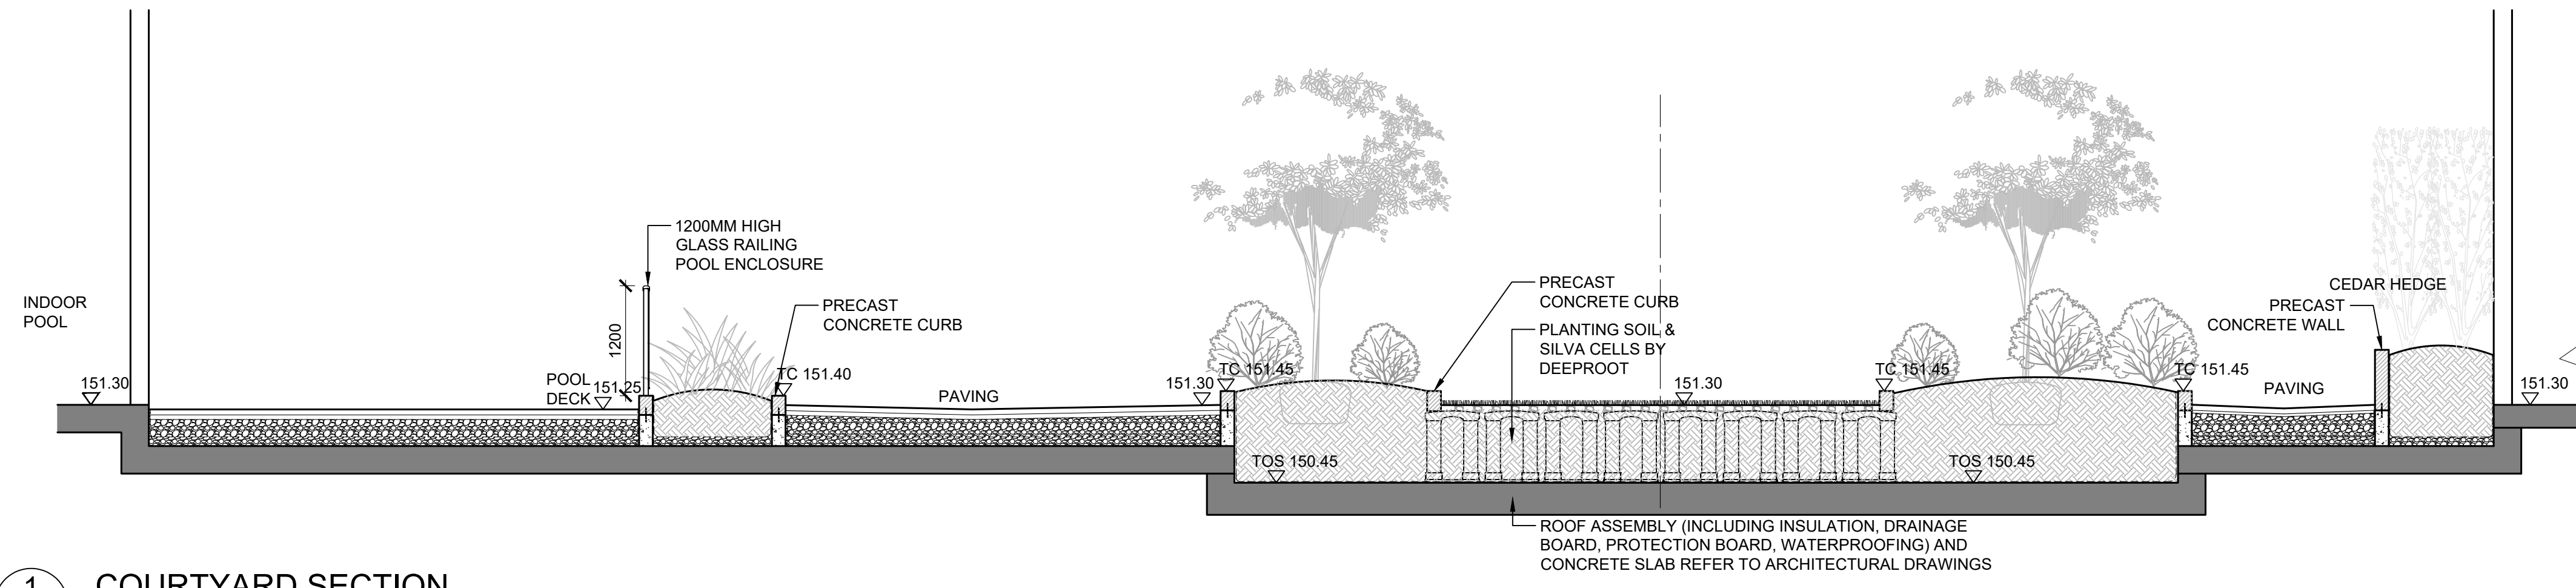 INDOOR
POOL
151.30
1200
1200MM HIGH
GLASS RAILING
POOL ENCLOSURE
POOL
DECK
151.25
PRECAST
CONCRETE CURB
TC 151.40
PAVING
151.30
TC 151.45
TOS 150.45
PRECAST
CONCRETE CURB
PLANTING SOIL &
SILVA CELLS BY
DEEPROOT
151.30
ROOF ASSEMBLY (INCLUDING INSULATION, DRAINAGE
BOARD, PROTECTION BOARD, WATERPROOFING) AND
CONCRETE SLAB REFER TO ARCHITECTURAL DRAWINGS
TC 151.45
TOS 150.45
TC 151.45
CEDAR HEDGE
PRECAST
CONCRETE WALL
PAVING
151.30
1
COURTYARD SECTION